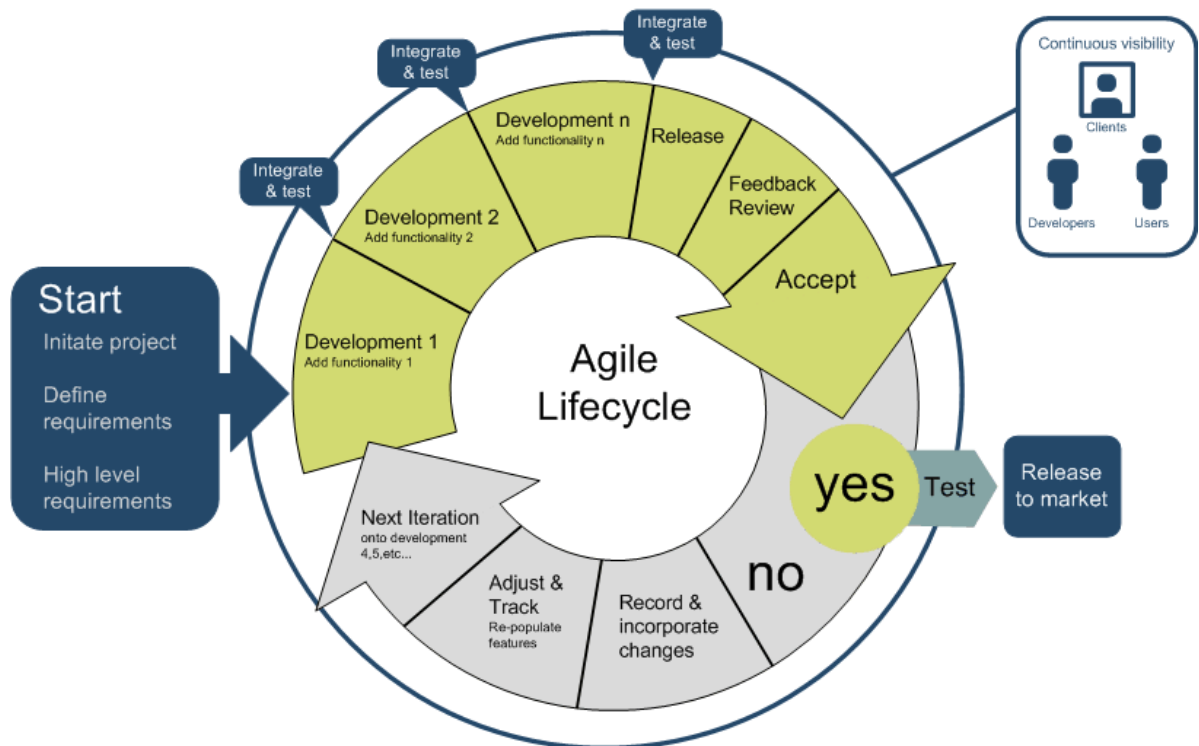 Start
Initate project
Define
requirements
High level
requirements
Integrate
& test
Integrate
& test
Integrate
& test
Development 1
Add functionality 1
Development 2
Add functionality 2
Development n
Add functionality n
Release
Feedback
Review
Accept
Agile
Lifecycle
yes
Test
Release
to market
no
Record &
incorporate
changes
Adjust &
Track
Re-populate
features
Next Iteration
onto development
4,5,etc...
Continuous visibility
Clients
Developers
Users